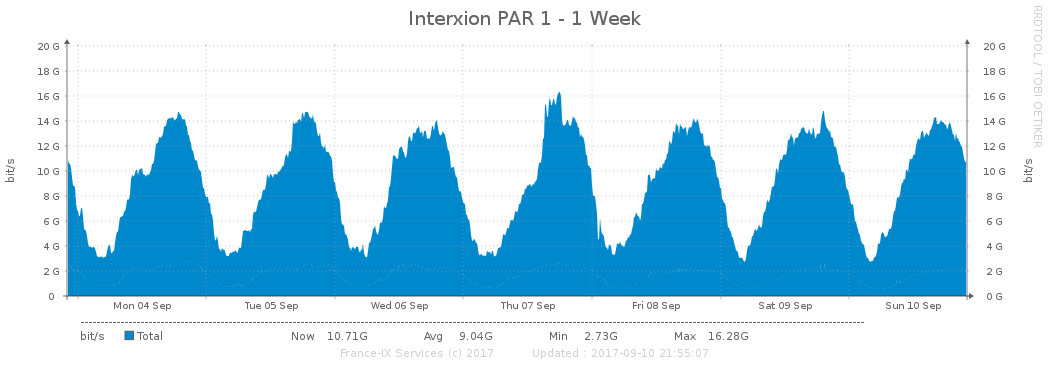 Interxion PAR 1 - 1 Week
RRDTOOL / TOBI OETIKER
bit/s
20 G 20 G
18 G 18 G
16 G 16 G
14 G 14 G
12 G 12 G
10 G 10 G
8 G 8 G
6 G 6 G
4 G 4 G
2 G 2 G
0 0 G
bit/s
Mon 04 Sep Tue 05 Sep Wed 06 Sep Thu 07 Sep Fri 08 Sep Sat 09 Sep Sun 10 Sep
bit/s Total Now 10.71G Avg 9.04G Min 2.73G Max 16.28G
France-IX Services (c) 2017 Updated : 2017-09-10 21:55:07